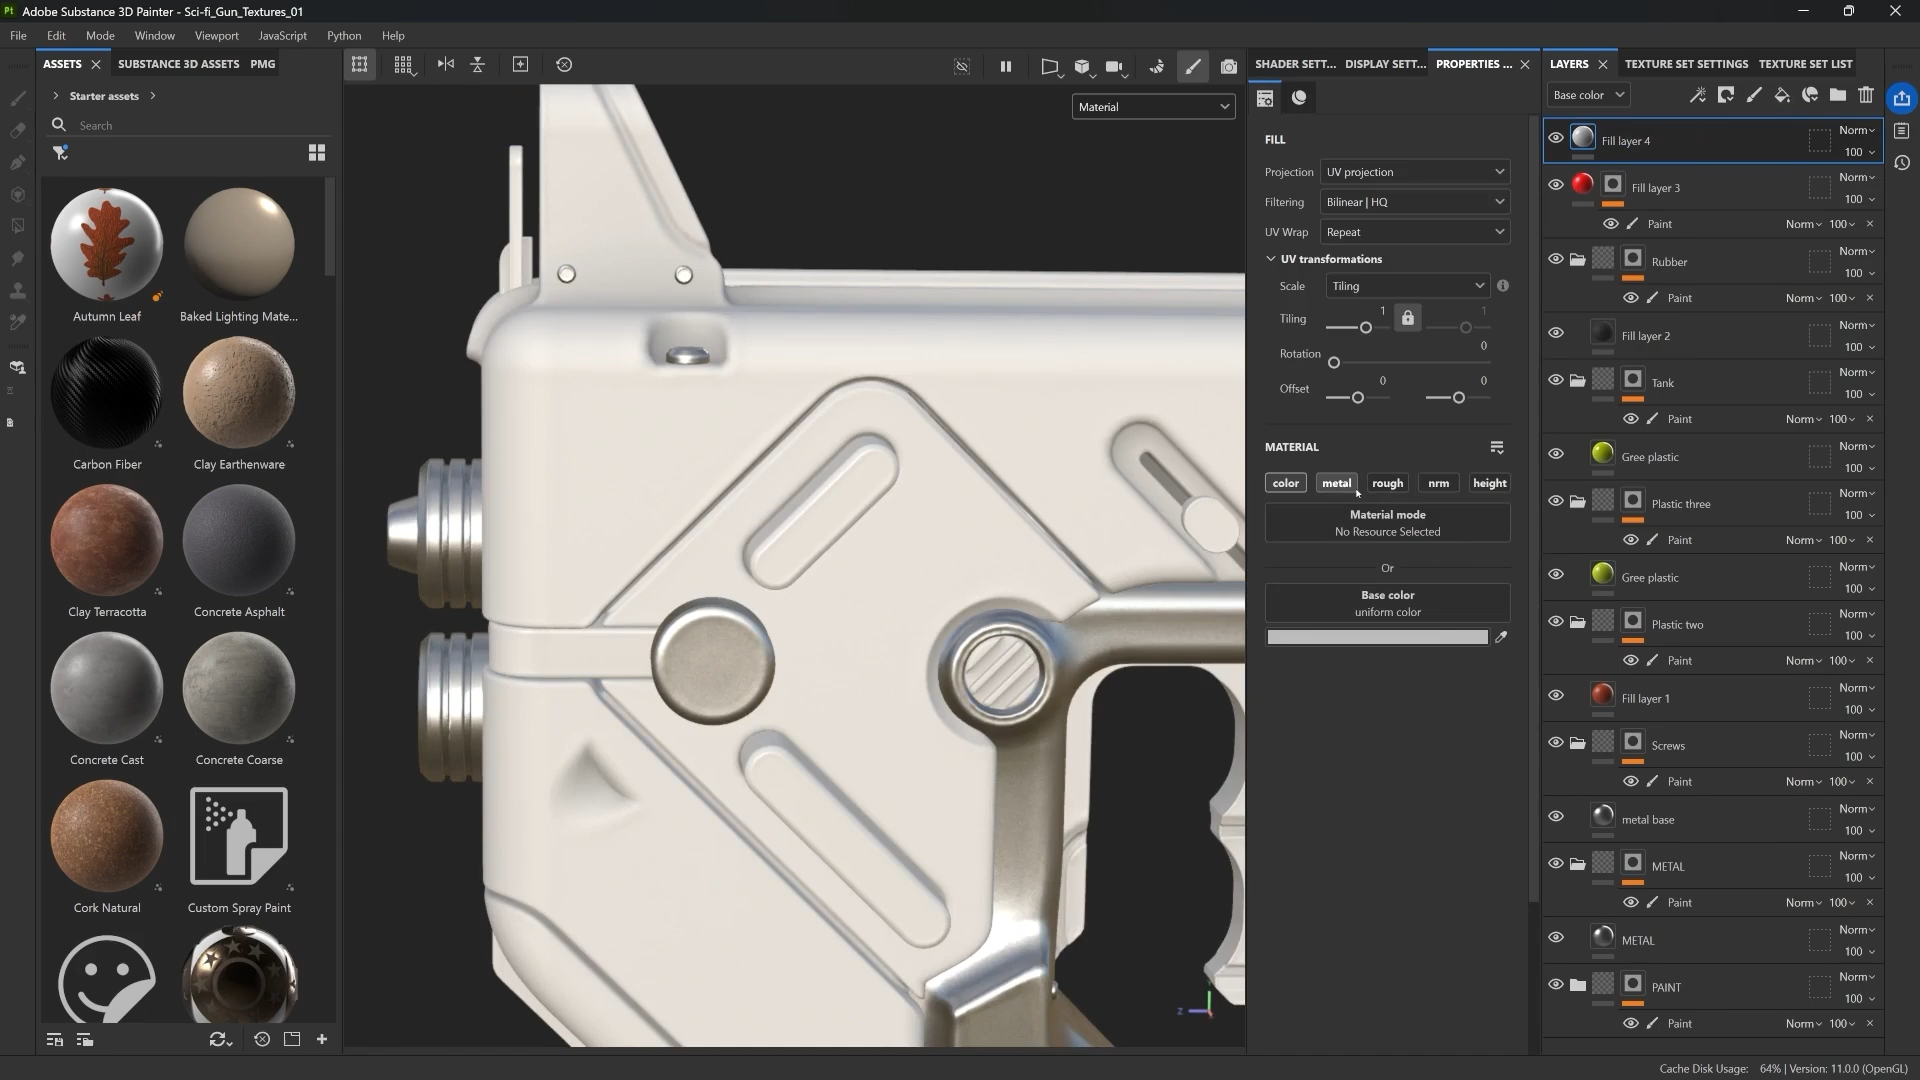 Pt Adobe Substance 3D Painter - Sci-fi_Gun_Textures_01
File Edit Mode Window Viewport JavaScript Python Help
ASSETS SUBSTANCE 3D ASSETS PMG
Starter assets
Search
Autumn Leaf
Baked Lighting Mate...
Carbon Fiber
Clay Earthenware
Clay Terracotta
Concrete Asphalt
Concrete Cast
Concrete Coarse
Cork Natural
Custom Spray Paint
Material
Z
SHADER SETT... DISPLAY SETT... PROPERTIES ...
FILL
Projection UV projection
Filtering Bilinear | HQ
UV Wrap Repeat
UV transformations
Scale Tiling
Tiling 1 1
Rotation 0
Offset 0 0
MATERIAL
color metal rough nrm height
Material mode
No Resource Selected
Or
Base color
uniform color
LAYERS TEXTURE SET SETTINGS TEXTURE SET LIST
Base color
Fill layer 4 Norm 100
Fill layer 3 Norm 100
Paint Norm 100
Rubber Norm 100
Paint Norm 100
Fill layer 2 Norm 100
Tank Norm 100
Paint Norm 100
Gree plastic Norm 100
Plastic three Norm 100
Paint Norm 100
Gree plastic Norm 100
Plastic two Norm 100
Paint Norm 100
Fill layer 1 Norm 100
Screws Norm 100
Paint Norm 100
metal base Norm 100
METAL Norm 100
Paint Norm 100
METAL Norm 100
PAINT Norm 100
Paint Norm 100
Cache Disk Usage: 64% | Version: 11.0.0 (OpenGL)